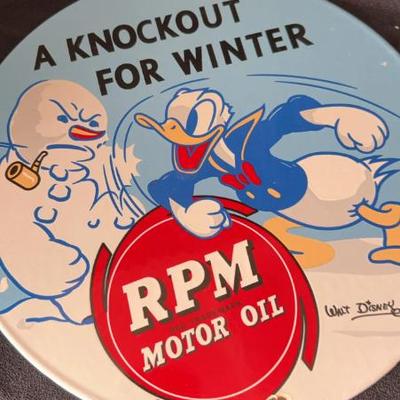 A KNOCKOUT
FOR WINTER
RPM
MOTOR OIL
WALT DISNEY